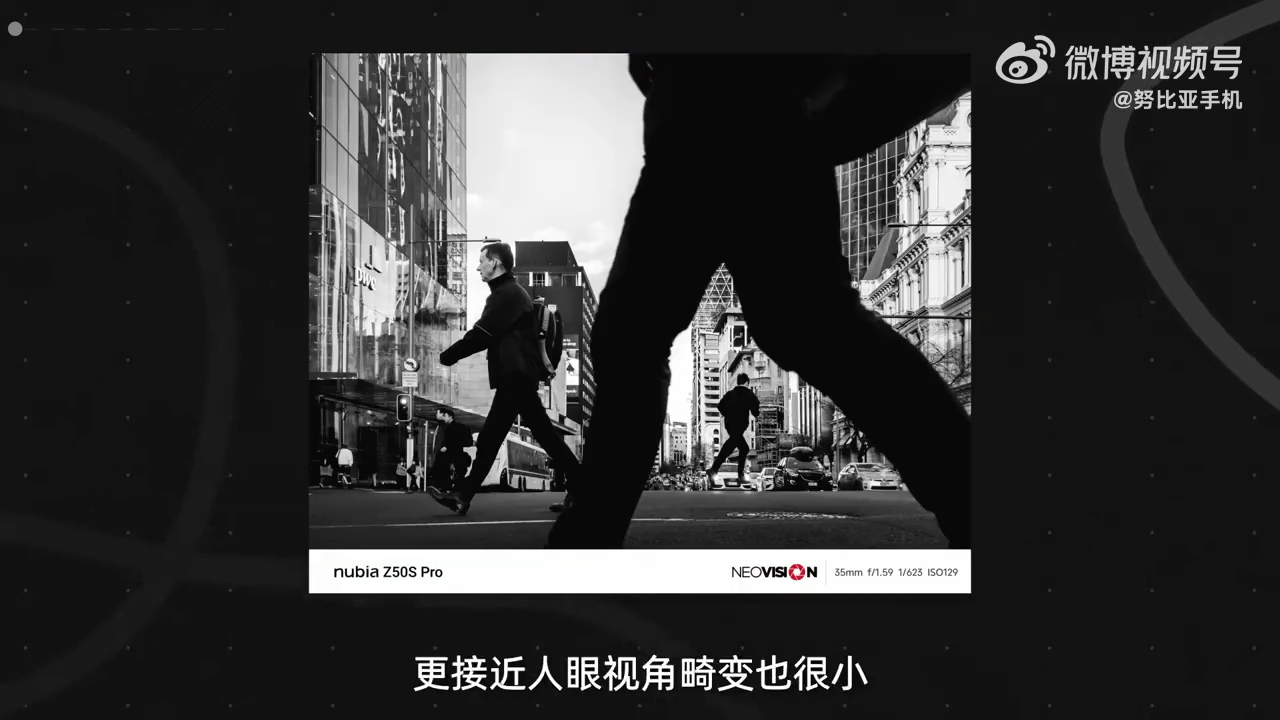 微博视频号
@努比亚手机
pwc
nubia Z50S Pro
NEOVISION 35mm f/1.59 1/623 ISO129
更接近人眼视角畸变也很小